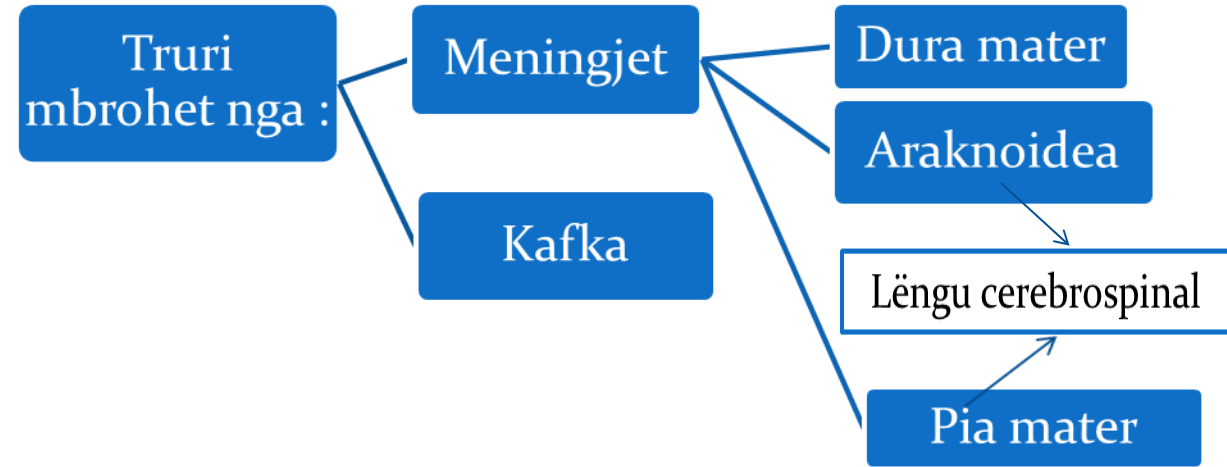 Truri
mbrohet nga :
Meningjet
Kafka
Dura mater
Araknoidea
Lëngu cerebrospinal
Pia mater